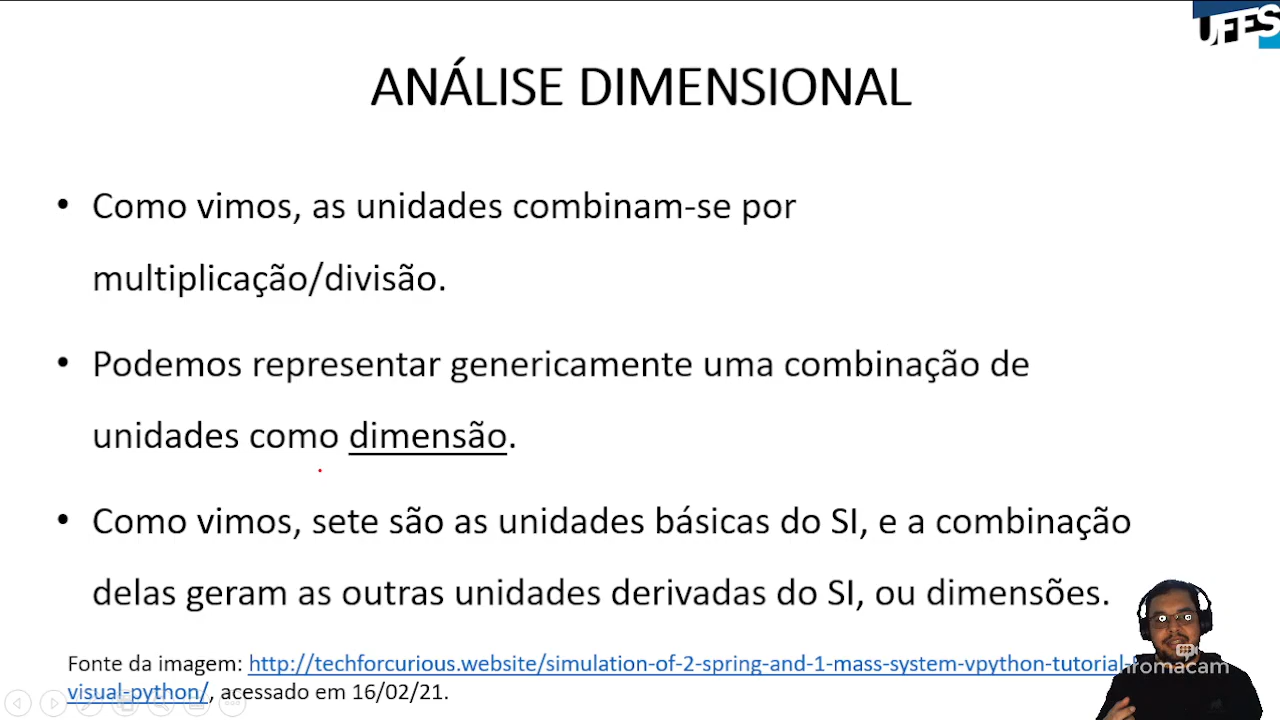 UFES
ANÁLISE DIMENSIONAL
• Como vimos, as unidades combinam-se por
multiplicação/divisão.
• Podemos representar genericamente uma combinação de
unidades como dimensão.
• Como vimos, sete são as unidades básicas do SI, e a combinação
delas geram as outras unidades derivadas do SI, ou dimensões.
Fonte da imagem: http://techforcurious.website/simulation-of-2-spring-and-1-mass-system-vpython-tutorial-
visual-python/, acessado em 16/02/21.
chromacam